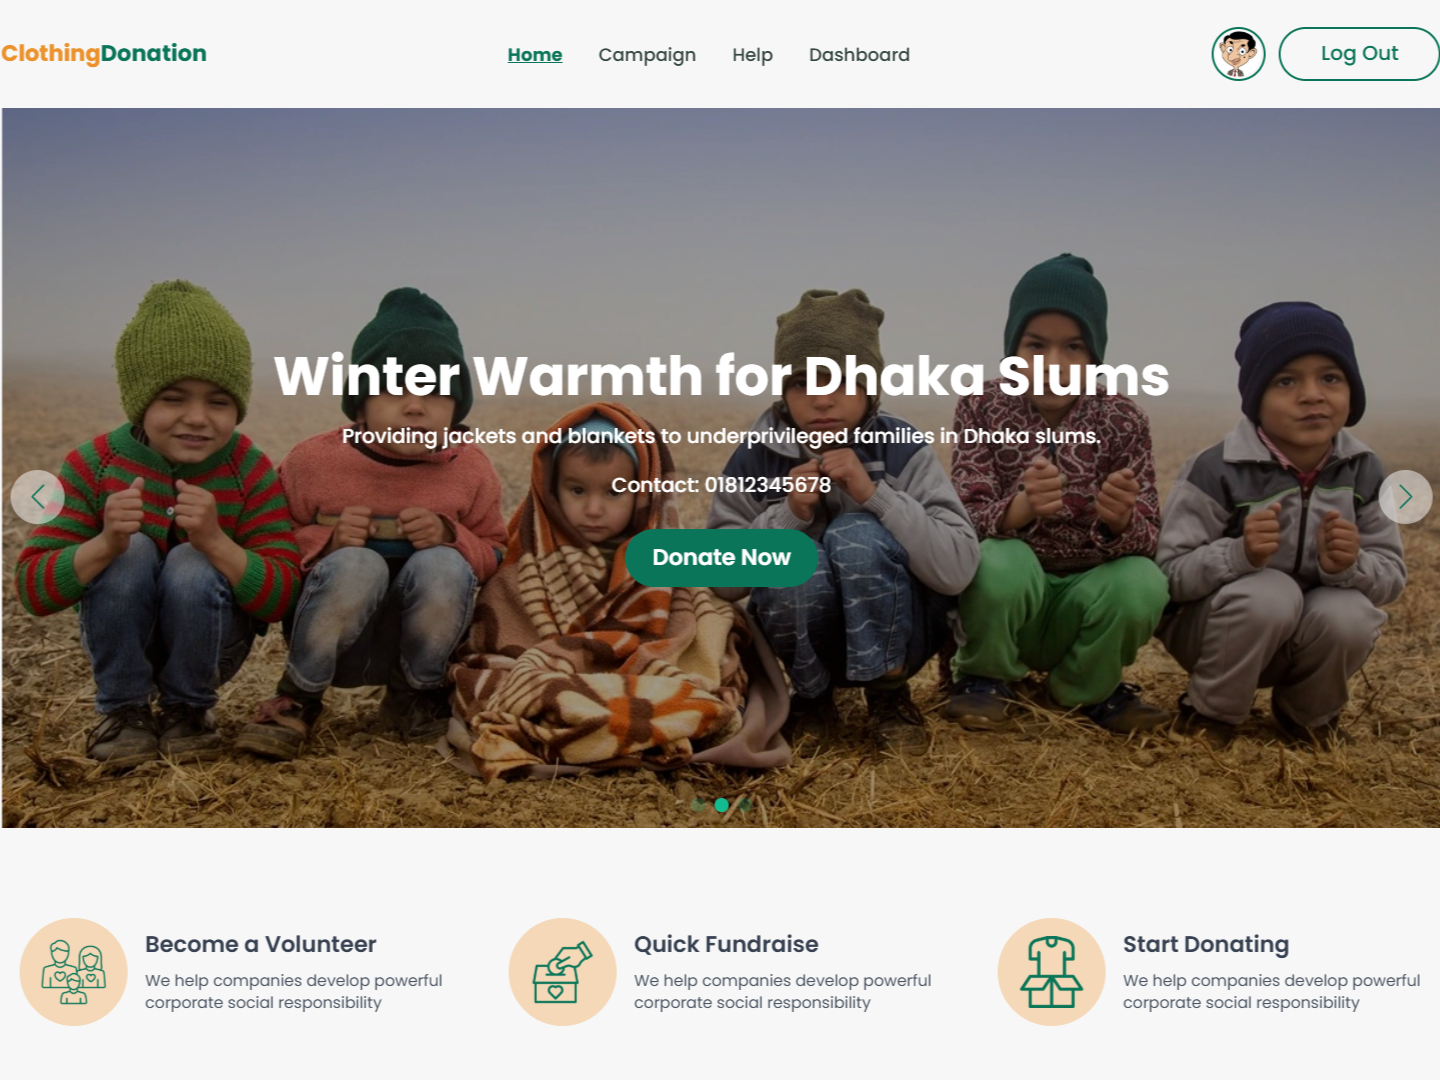 ClothingDonation
Home Campaign Help Dashboard
Log Out
Winter Warmth for Dhaka Slums
Providing jackets and blankets to underprivileged families in Dhaka slums.
Contact: 01812345678
Donate Now
Become a Volunteer
We help companies develop powerful
corporate social responsibility
Quick Fundraise
We help companies develop powerful
corporate social responsibility
Start Donating
We help companies develop powerful
corporate social responsibility